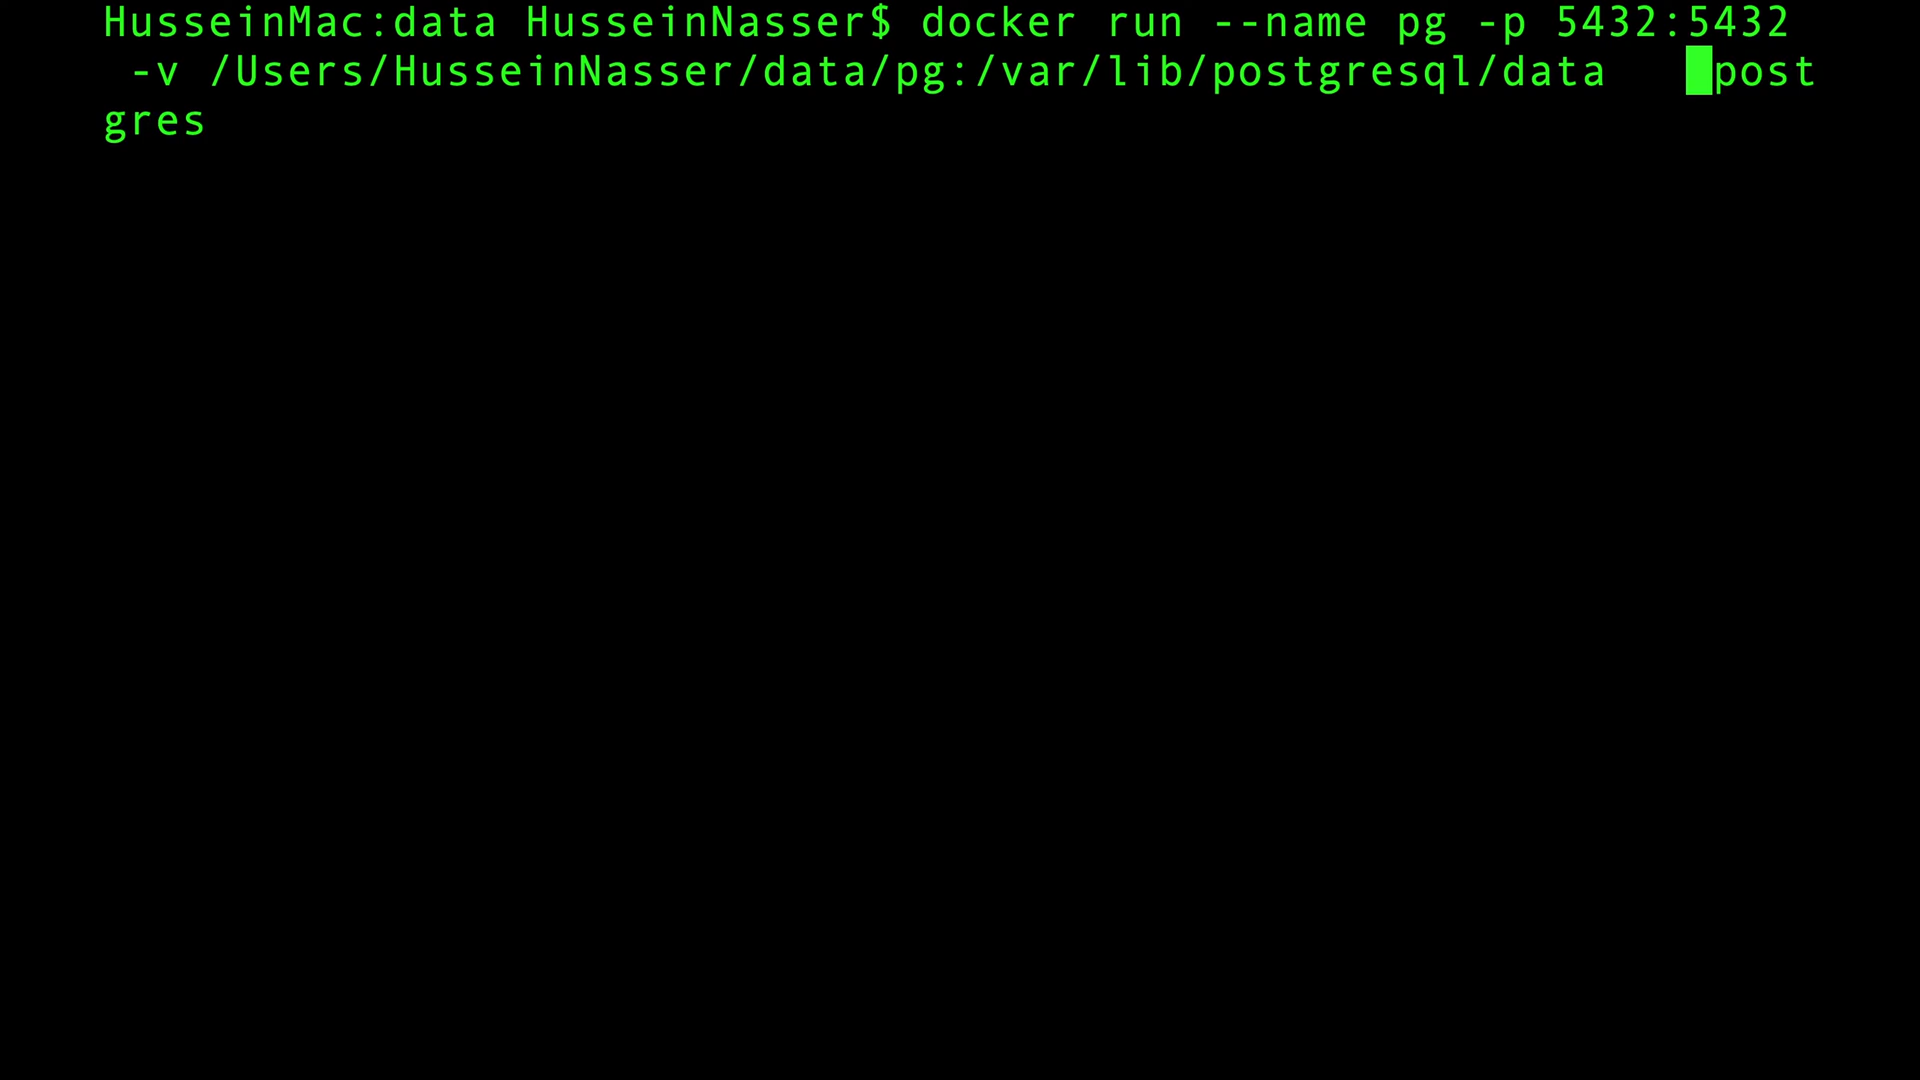 HusseinMac:data HusseinNasser$ docker run --name pg -p 5432:5432
 -v /Users/HusseinNasser/data/pg:/var/lib/postgresql/data    post
gres